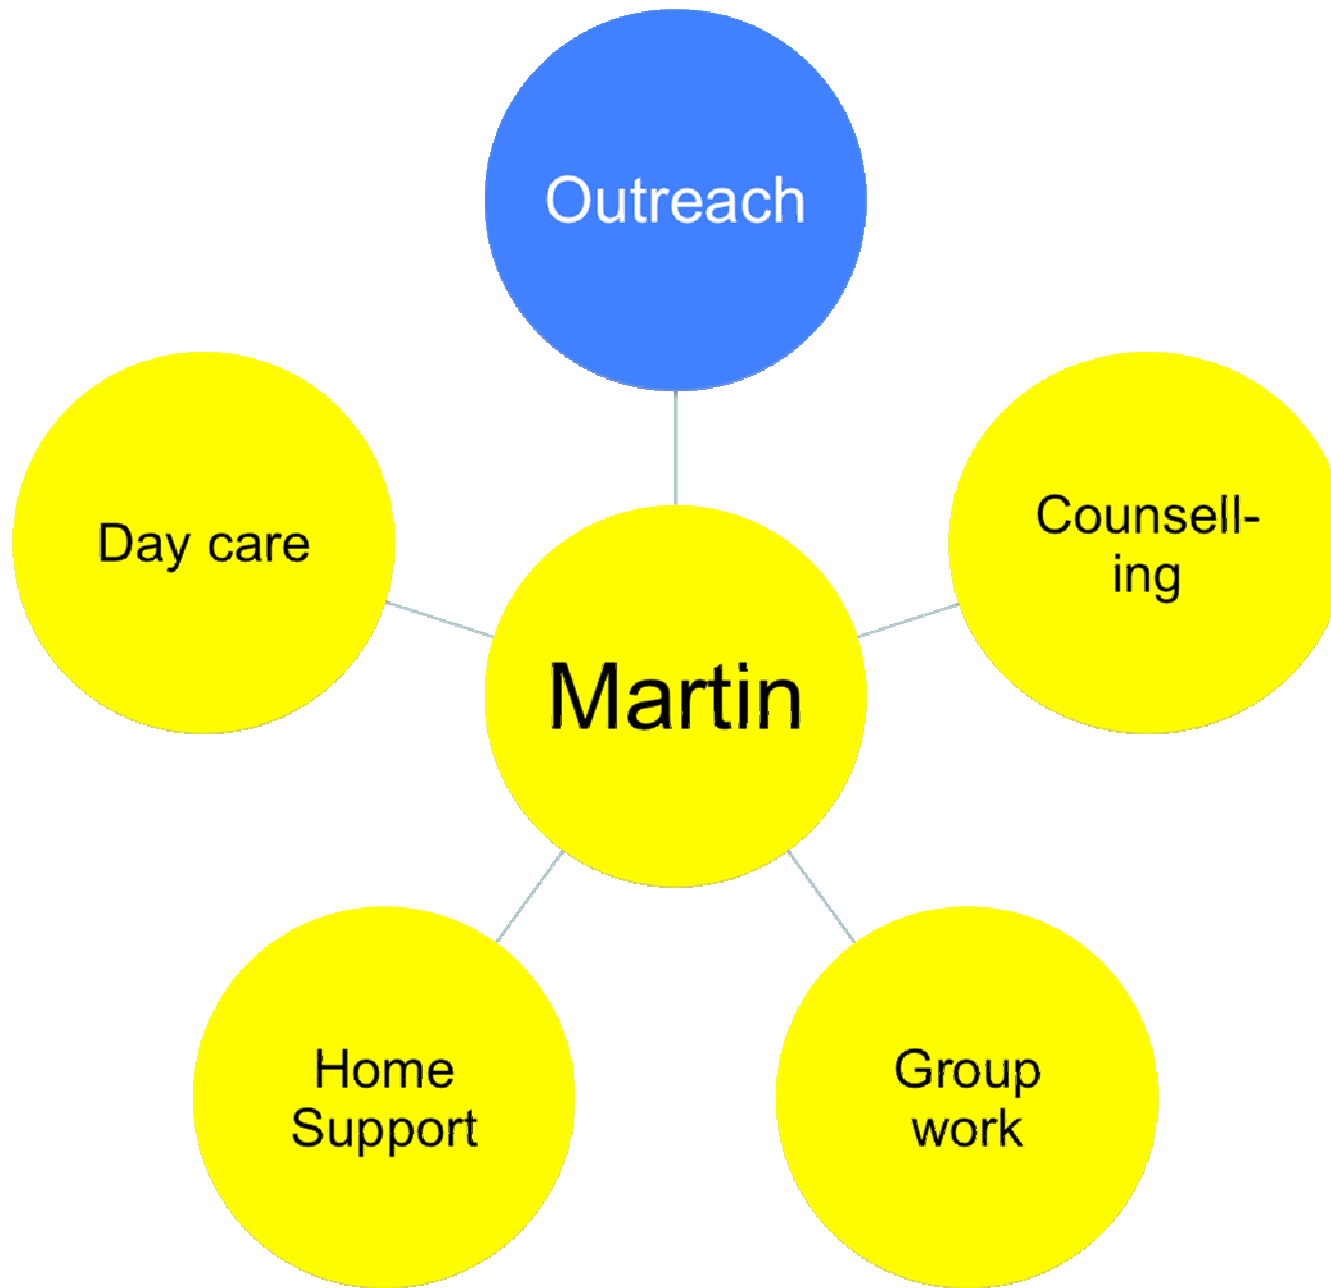 Outreach
Day care
Counsell-
ing
Martin
Home
Support
Group
work